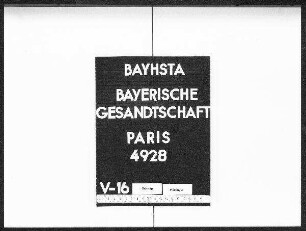 BAYHSTA
BAYERISCHE
GESANDTSCHAFT
PARIS
4928
V-16